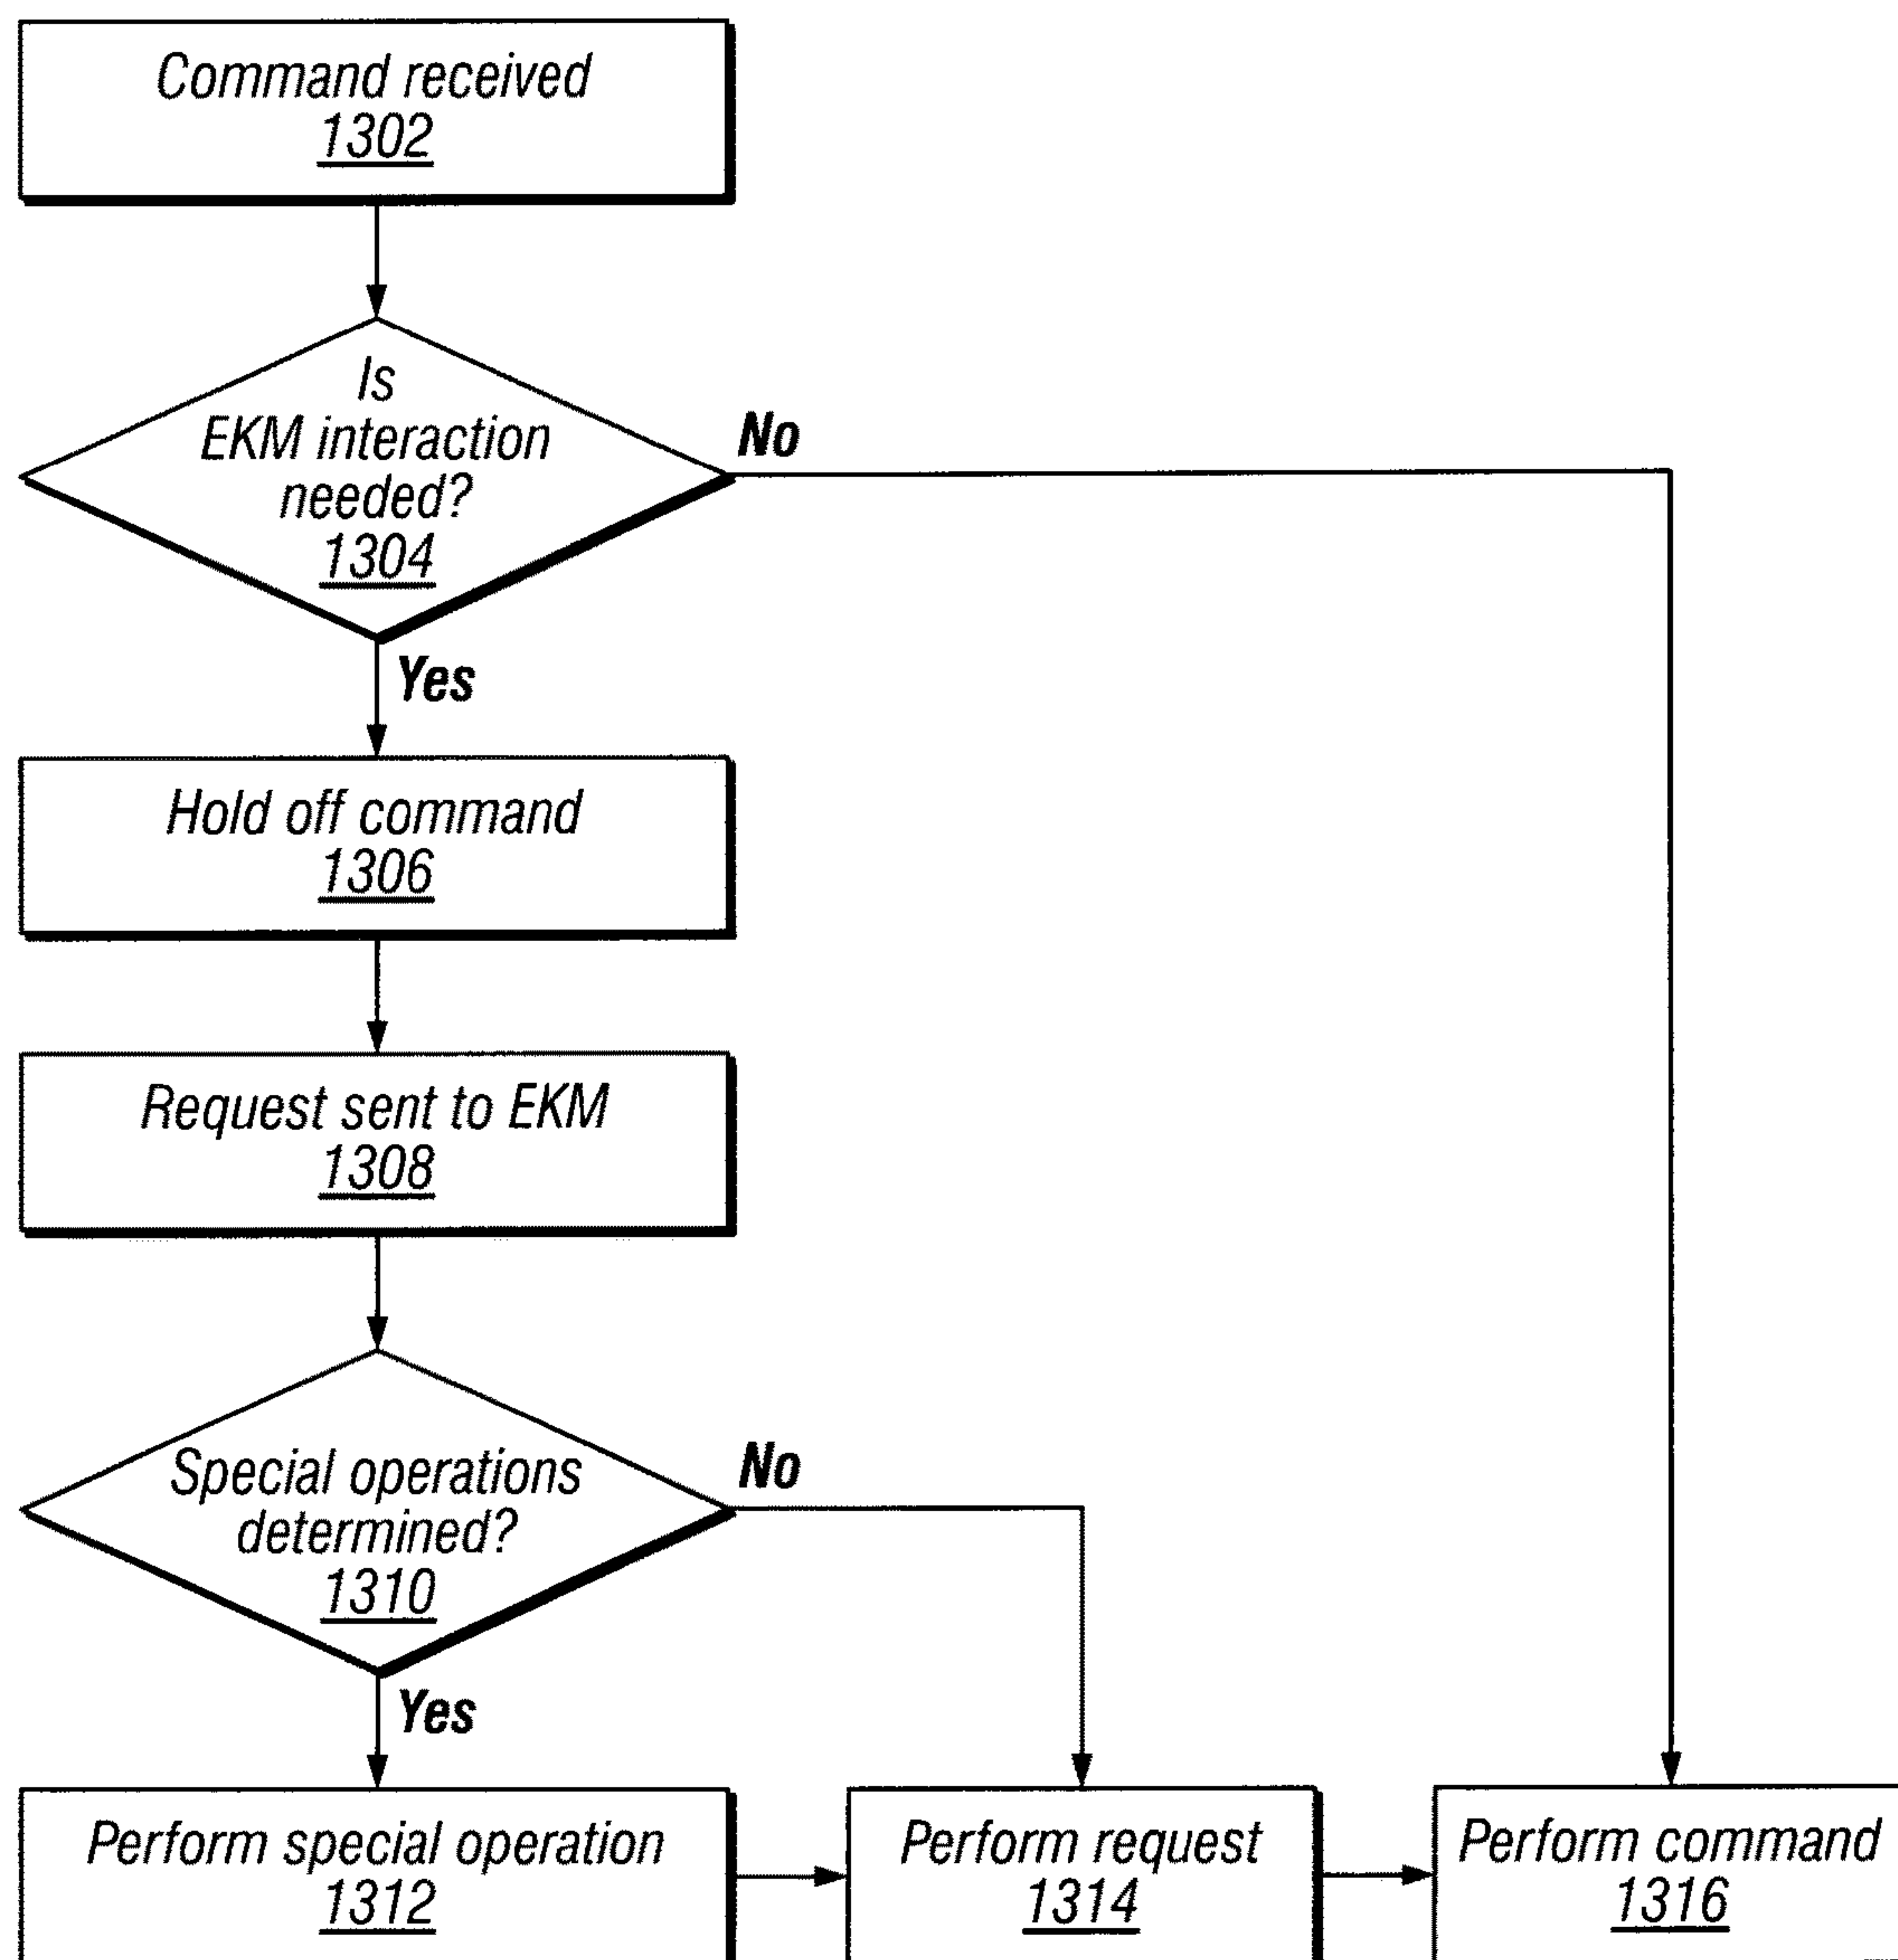 Command received
1302
Is
EKM interaction
needed?
1304
No
Yes
Hold off command
1306
Request sent to EKM
1308
Special operations
determined?
1310
No
Yes
Perform special operation
1312
Perform request
1314
Perform command
1316